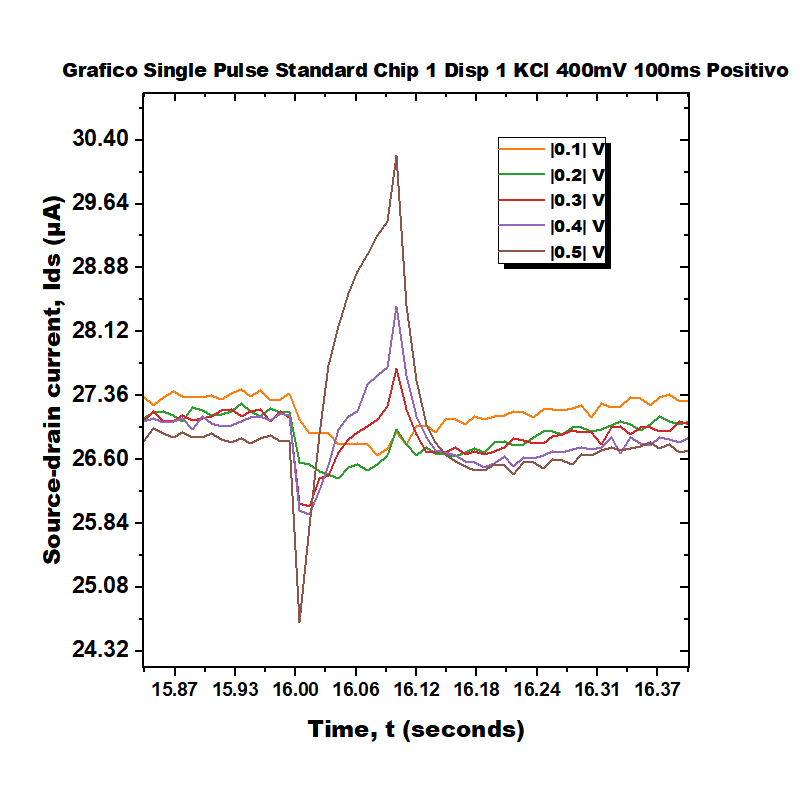 Grafico Single Pulse Standard Chip 1 Disp 1 KCl 400mV 100ms Positivo
|0.1| V
|0.2| V
|0.3| V
|0.4| V
|0.5| V
Source-drain current, Ids (µA)
30.40
29.64
28.88
28.12
27.36
26.60
25.84
25.08
24.32
15.87 15.93 16.00 16.06 16.12 16.18 16.24 16.31 16.37
Time, t (seconds)